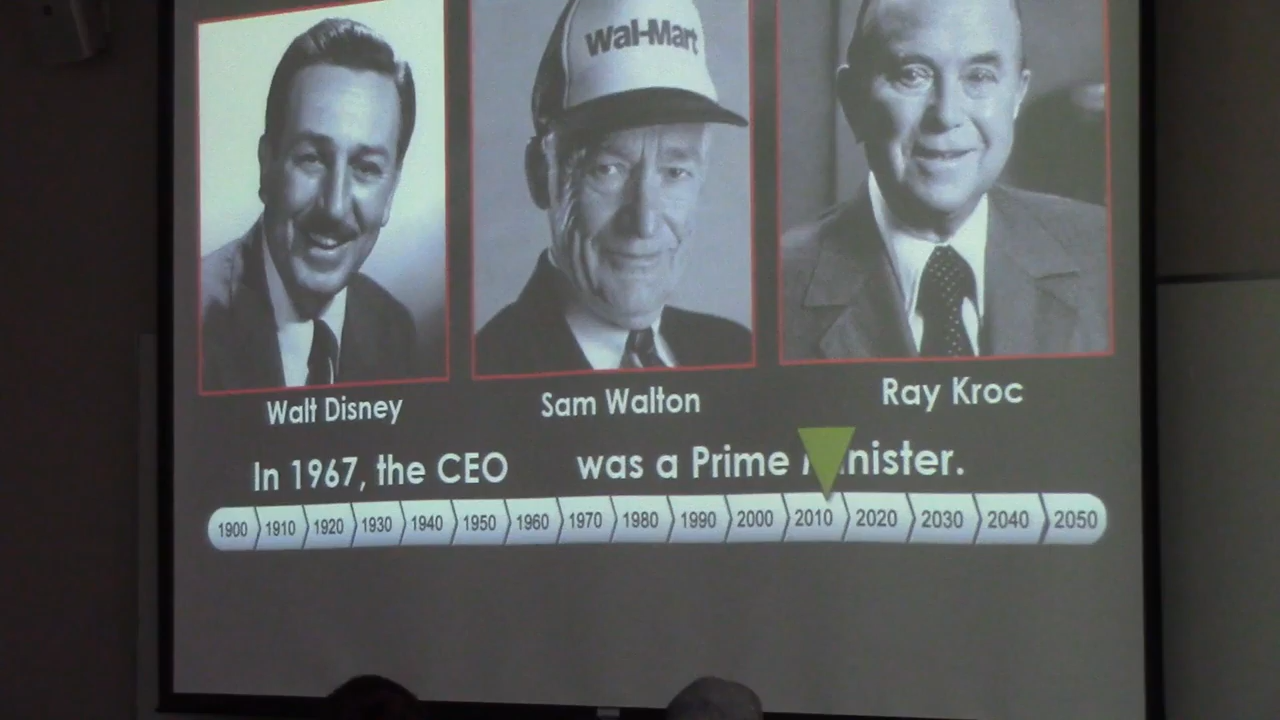 Wal-Mart
Walt Disney
Sam Walton
Ray Kroc
In 1967, the CEO was a Prime nister.
1900 1910 1920 1930 1940 1950 1960 1970 1980 1990 2000 2010 2020 2030 2040 2050